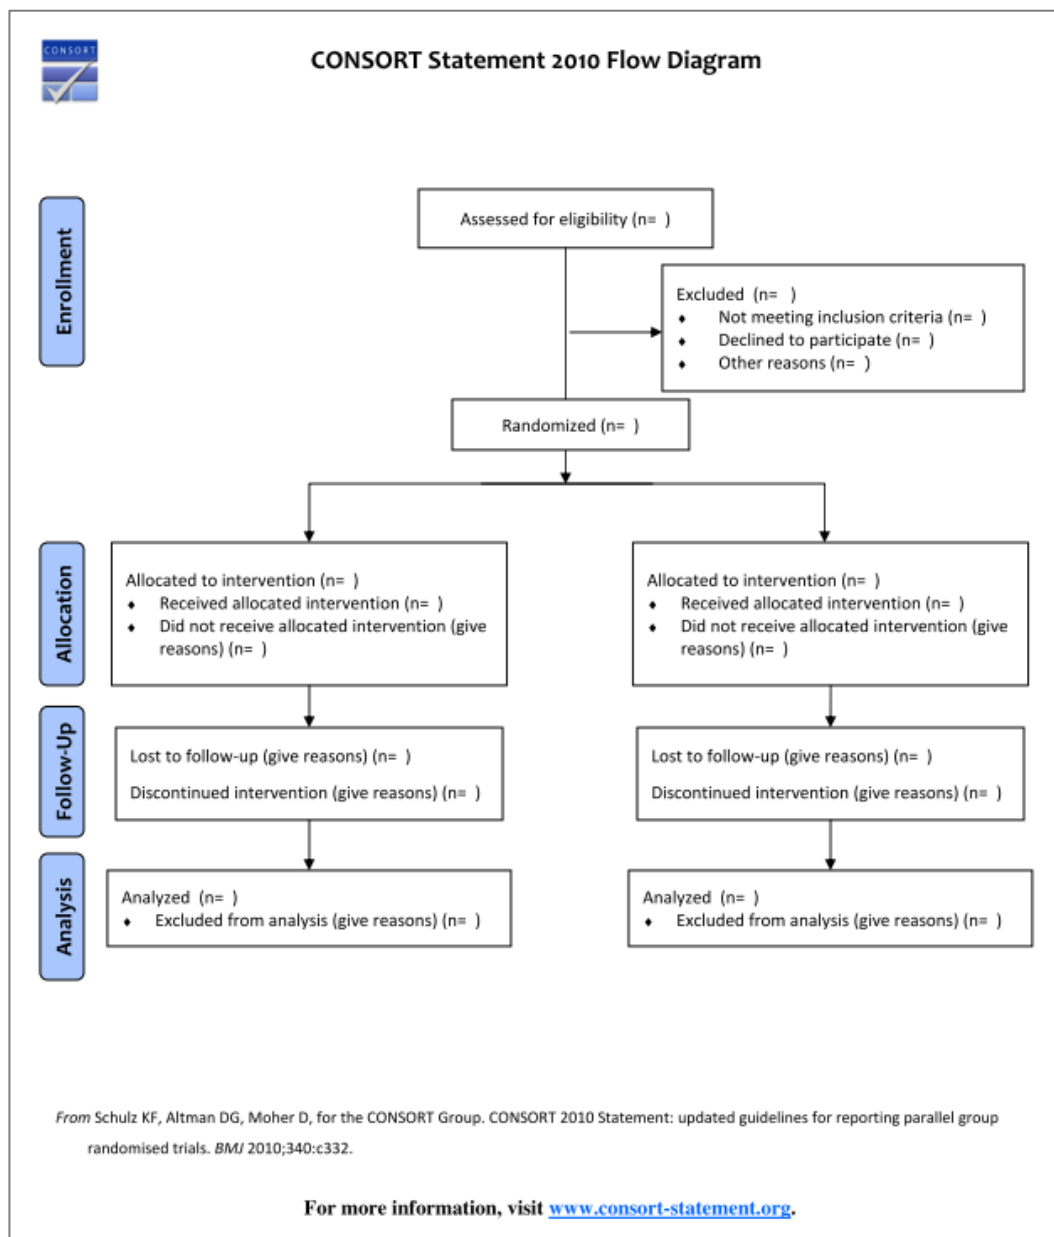 CONSORT
CONSORT Statement 2010 Flow Diagram
Enrollment
Assessed for eligibility (n=  )
Excluded  (n=   )
♦ Not meeting inclusion criteria (n=  )
♦ Declined to participate (n=  )
♦ Other reasons (n=  )
Randomized (n=  )
Allocation
Allocated to intervention (n=  )
♦ Received allocated intervention (n=  )
♦ Did not receive allocated intervention (give
reasons) (n=  )
Allocated to intervention (n=  )
♦ Received allocated intervention (n=  )
♦ Did not receive allocated intervention (give
reasons) (n=  )
Follow-Up
Lost to follow-up (give reasons) (n=  )
Discontinued intervention (give reasons) (n=  )
Lost to follow-up (give reasons) (n=  )
Discontinued intervention (give reasons) (n=  )
Analysis
Analyzed  (n=  )
♦ Excluded from analysis (give reasons) (n=  )
Analyzed  (n=  )
♦ Excluded from analysis (give reasons) (n=  )
From Schulz KF, Altman DG, Moher D, for the CONSORT Group. CONSORT 2010 Statement: updated guidelines for reporting parallel group
randomised trials. BMJ 2010;340:c332.
For more information, visit www.consort-statement.org.